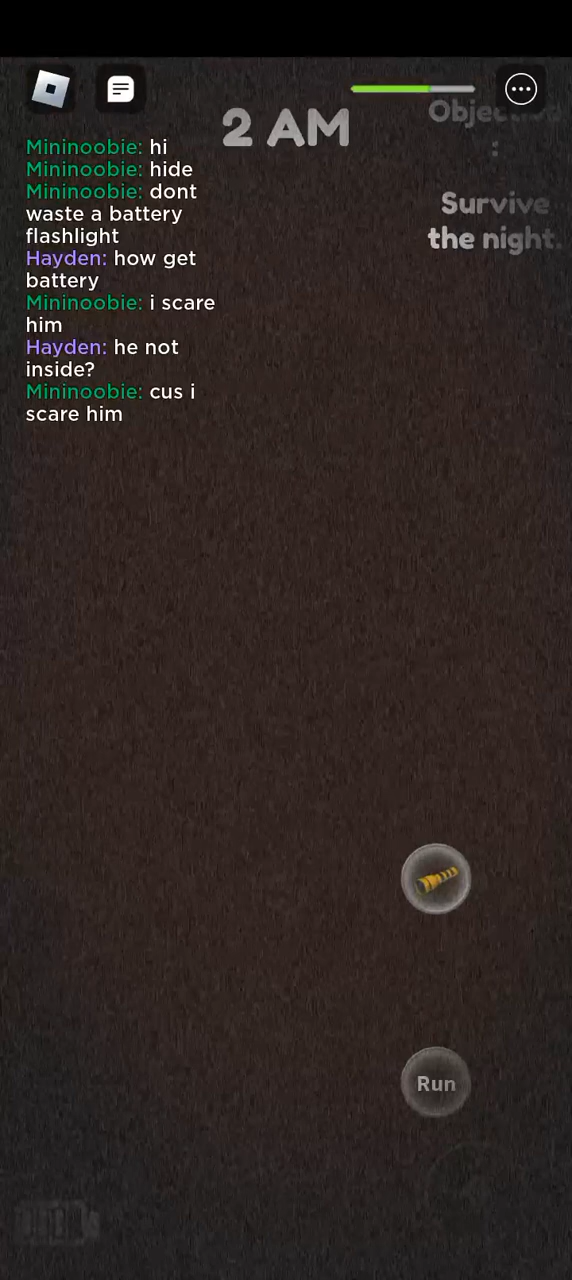 2 AM
Objective
:
Survive
the night.
Mininoobie: hi
Mininoobie: hide
Mininoobie: dont
waste a battery
flashlight
Hayden: how get
battery
Mininoobie: i scare
him
Hayden: he not
inside?
Mininoobie: cus i
scare him
Run